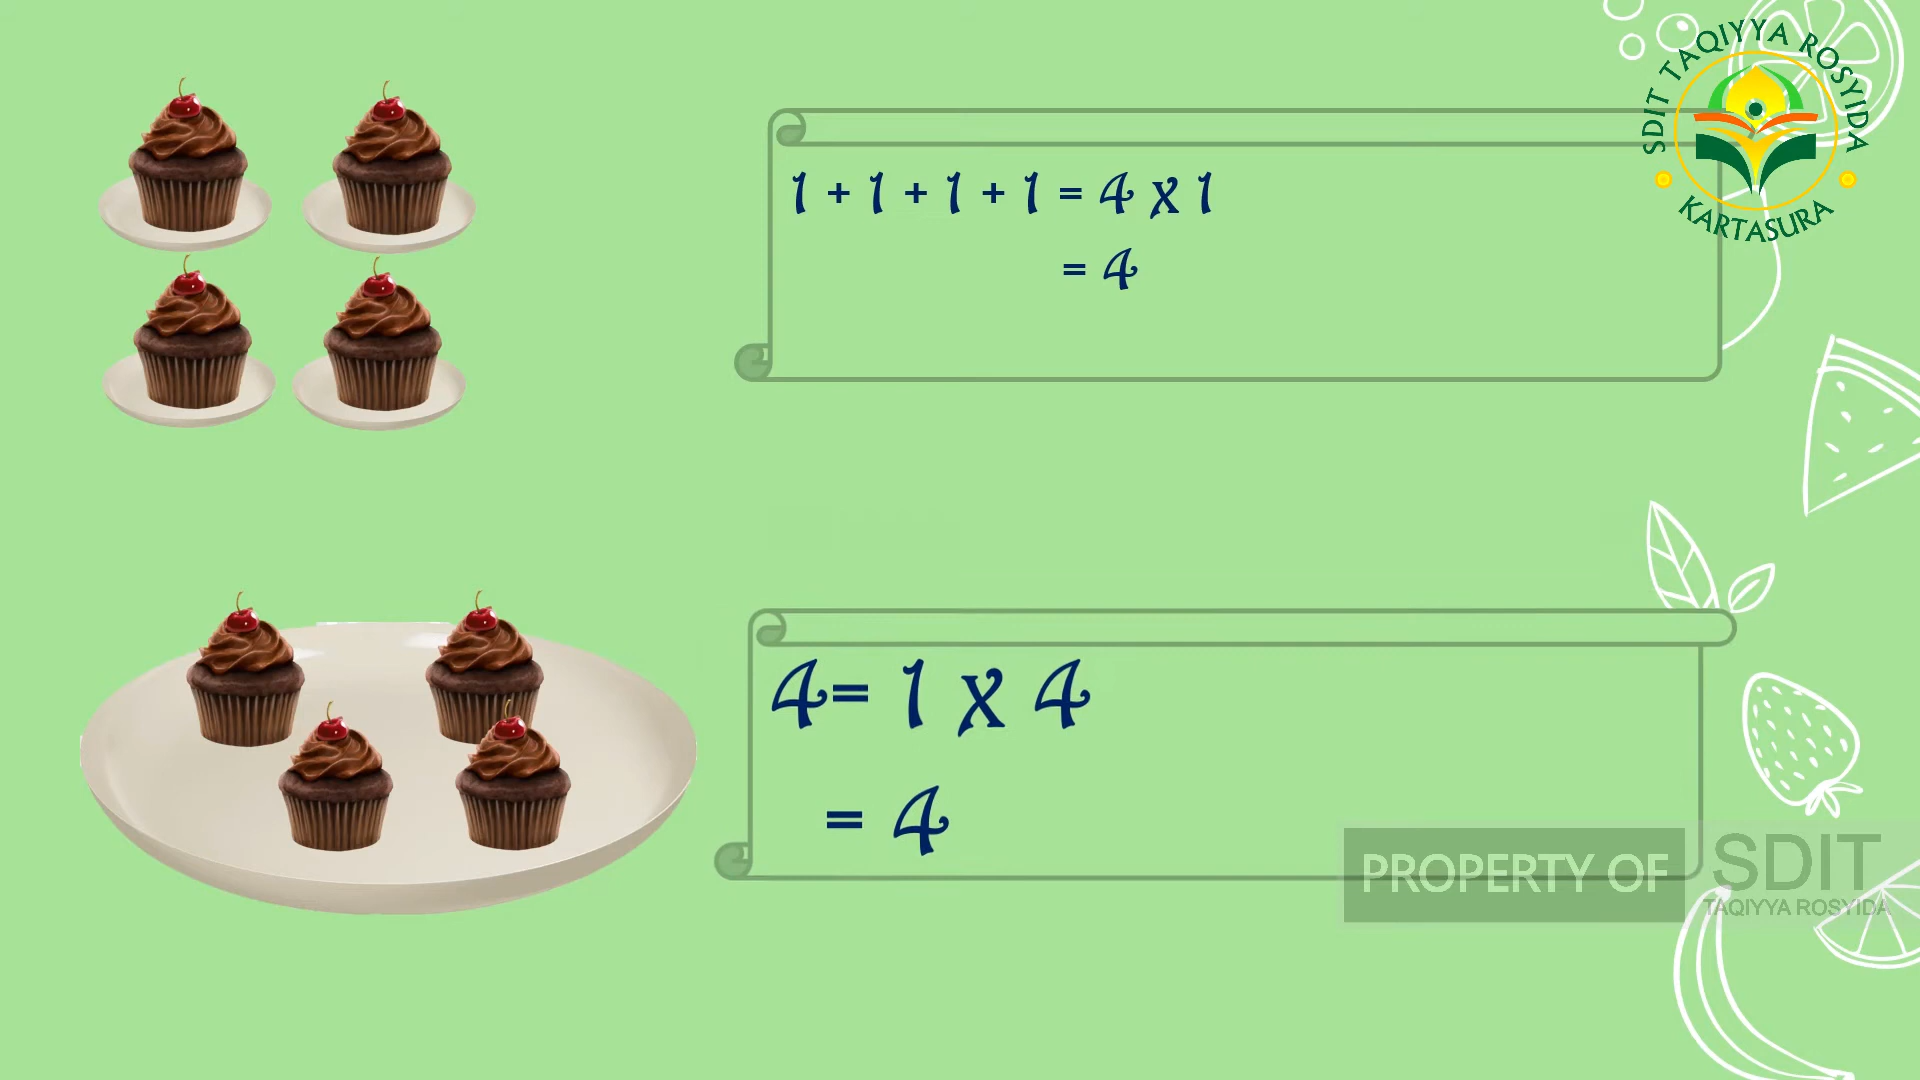 SDIT TAQIYYA ROSYIDA
KARTASURA
1 + 1 + 1 + 1 = 4 x 1
= 4
4= 1 x 4
= 4
PROPERTY OF
SDIT
TAQIYYA ROSYIDA